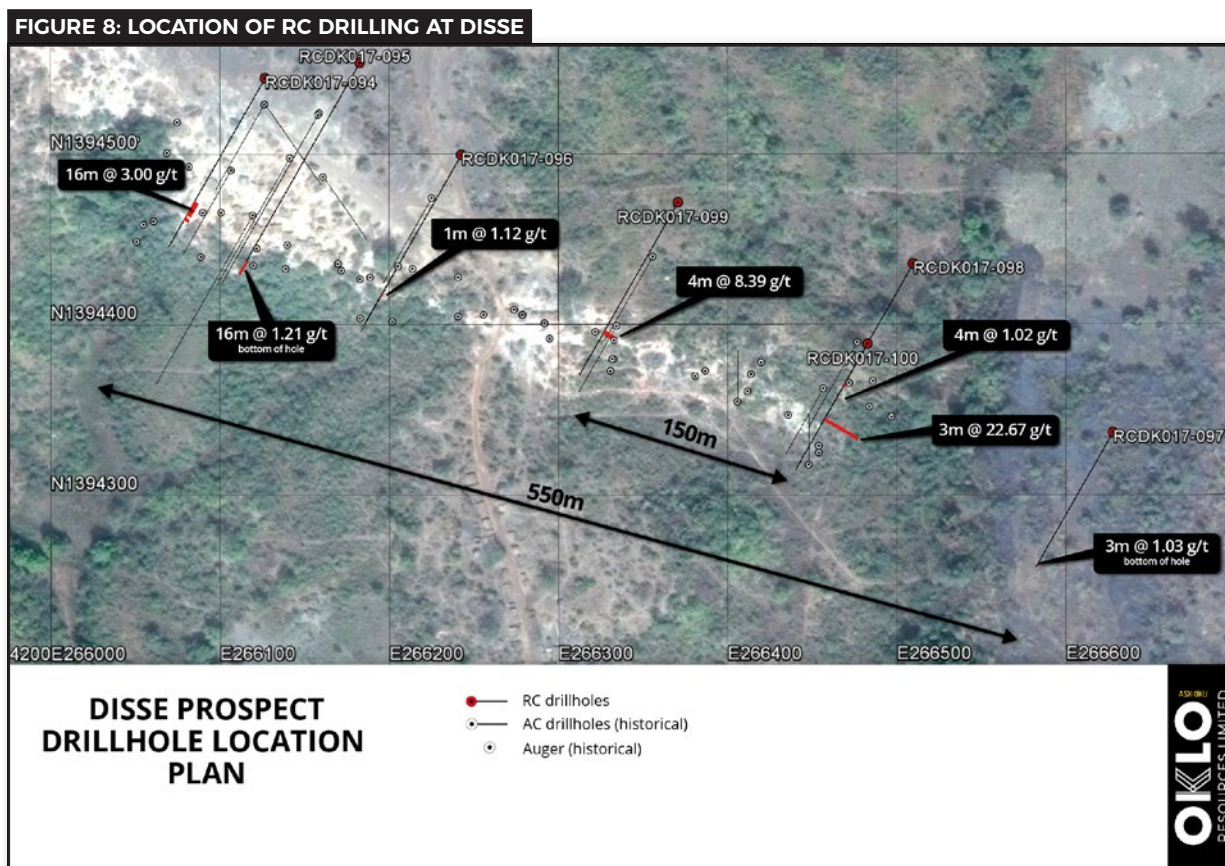 FIGURE 8: LOCATION OF RC DRILLING AT DISSE
RCDK017-095
RCDK017-094
N1394500
RCDK017-096
16m @ 3.00 g/t
RCDK017-099
1m @ 1.12 g/t
RCDK017-098
4m @ 8.39 g/t
N1394400
16m @ 1.21 g/t
bottom of hole
4m @ 1.02 g/t
RCDK017-100
150m
3m @ 22.67 g/t
RCDK017-097
N1394300
550m
3m @ 1.03 g/t
bottom of hole
4200E266000
E266100
E266200
E266300
E266400
E266500
E266600
DISSE PROSPECT
DRILLHOLE LOCATION
PLAN
RC drillholes
AC drillholes (historical)
Auger (historical)
ASX:OKU
OKLO
RESOURCES LIMITED